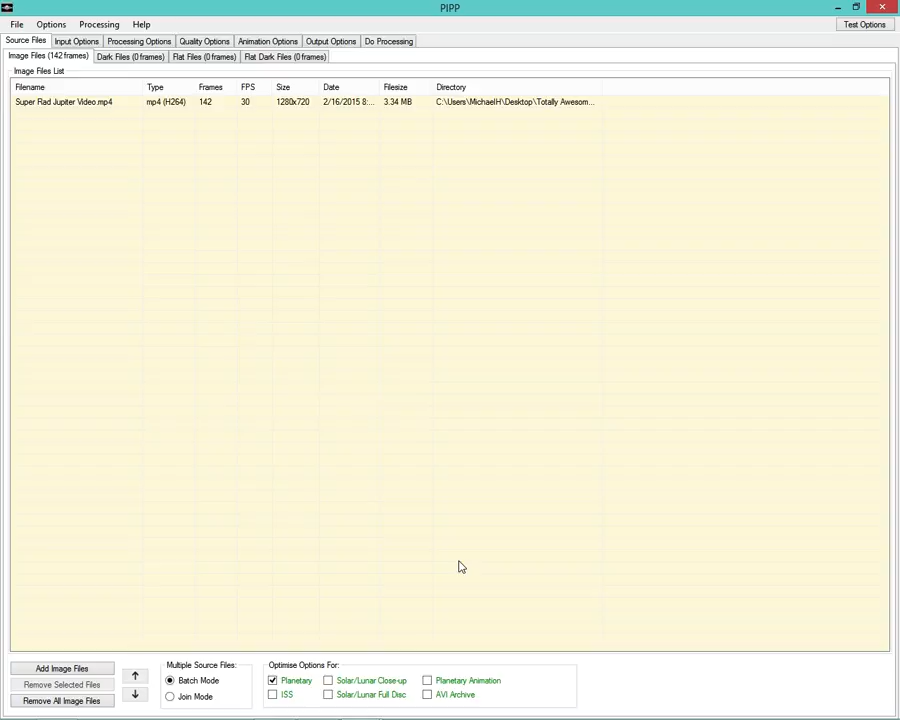 PIPP
File Options Processing Help
Test Options
Source Files Input Options Processing Options Quality Options Animation Options Output Options Do Processing
Image Files (142 frames) Dark Files (0 frames) Flat Files (0 frames) Flat Dark Files (0 frames)
Image Files List
Filename Type Frames FPS Size Date Filesize Directory
Super Rad Jupiter Video.mp4 mp4 (H264) 142 30 1280x720 2/16/2015 8:... 3.34 MB C:\Users\MichaelH\Desktop\Totally Awesom...
Add Image Files
Remove Selected Files
Remove All Image Files
Multiple Source Files:
Batch Mode
Join Mode
Optimise Options For:
Planetary Solar/Lunar Close-up Planetary Animation
ISS Solar/Lunar Full Disc AVI Archive